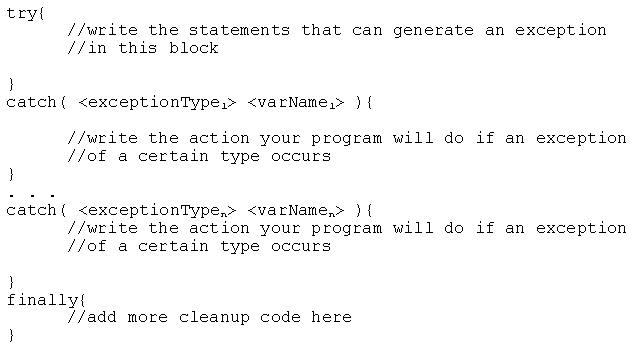 try{
//write the statements that can generate an exception
//in this block
}
catch( <exceptionType₁> <varName₁> ){
//write the action your program will do if an exception
//of a certain type occurs
}
. . .
catch( <exceptionTypeₙ> <varNameₙ> ){
//write the action your program will do if an exception
//of a certain type occurs
}
finally{
//add more cleanup code here
}